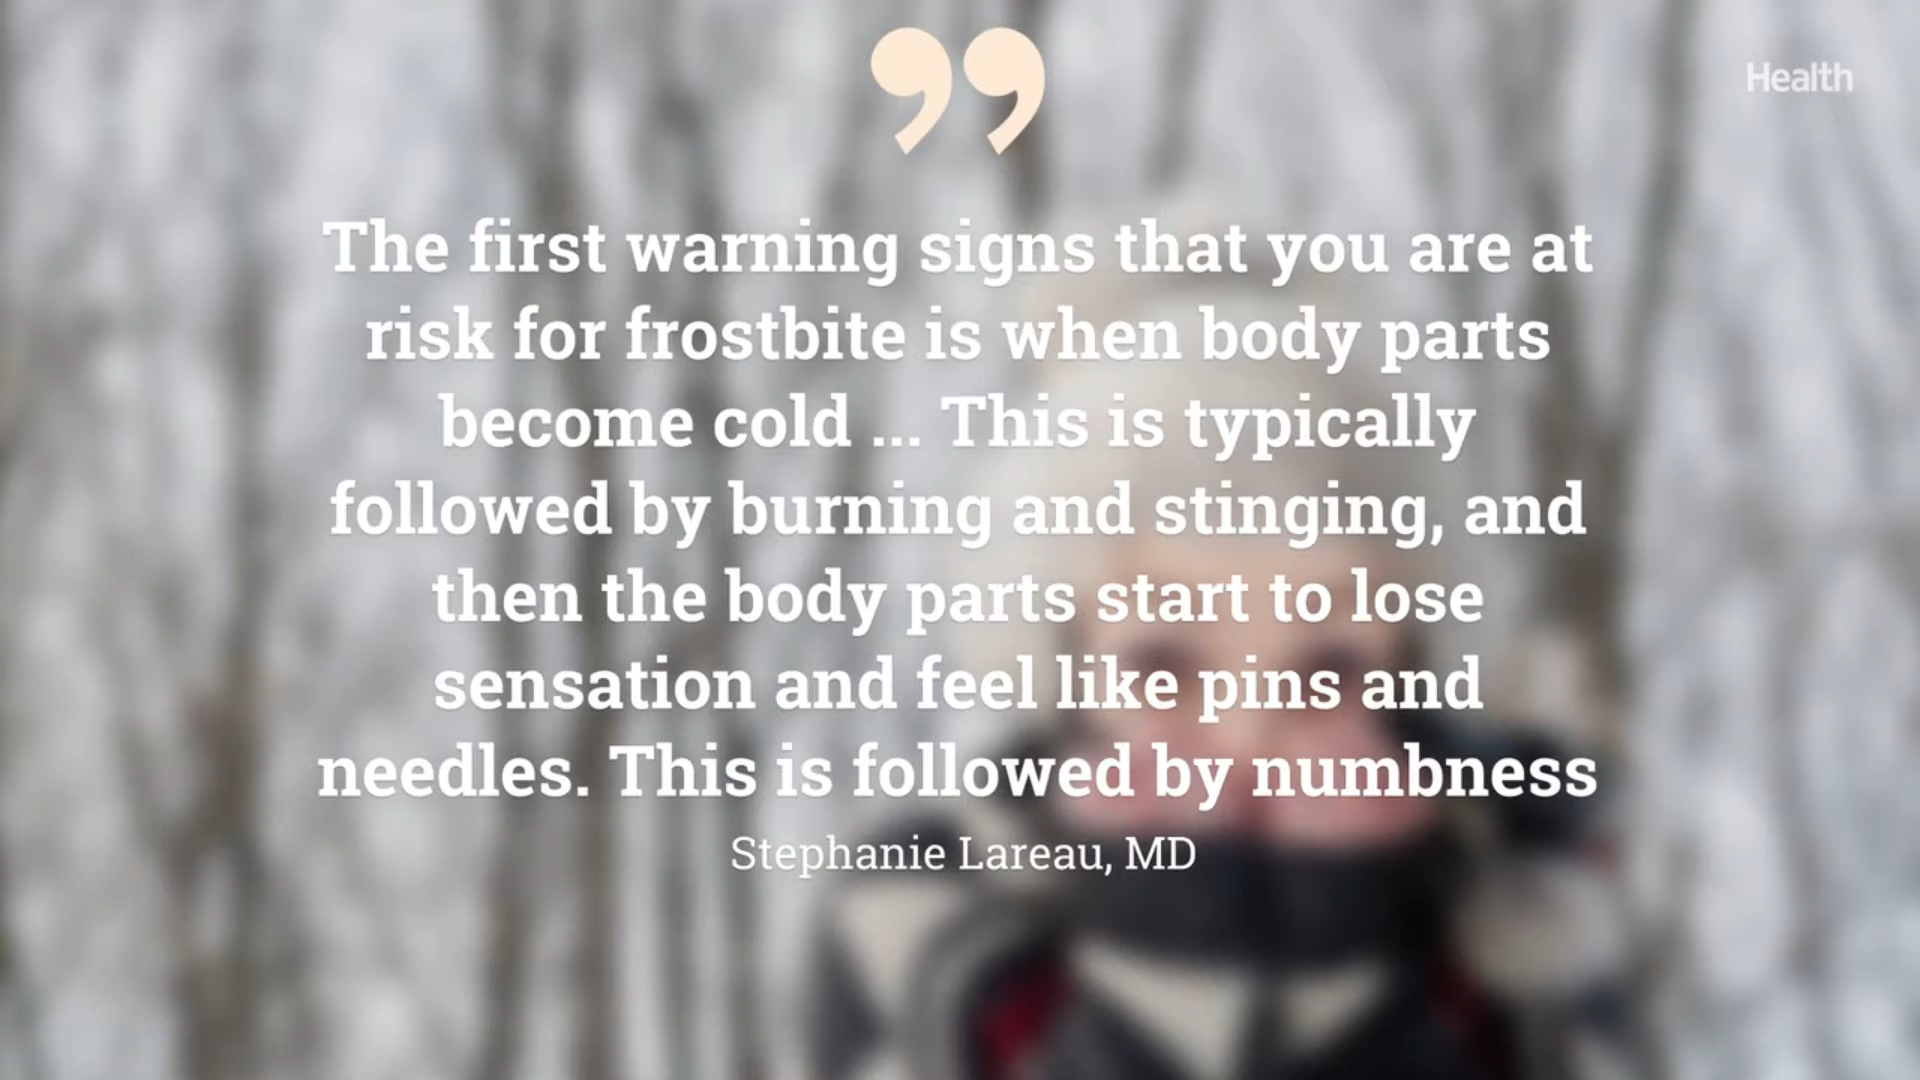 ”
Health
The first warning signs that you are at
risk for frostbite is when body parts
become cold ... This is typically
followed by burning and stinging, and
then the body parts start to lose
sensation and feel like pins and
needles. This is followed by numbness
Stephanie Lareau, MD